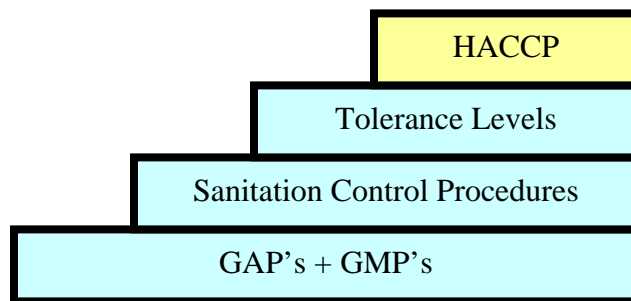 HACCP
Tolerance Levels
Sanitation Control Procedures
GAP's + GMP's